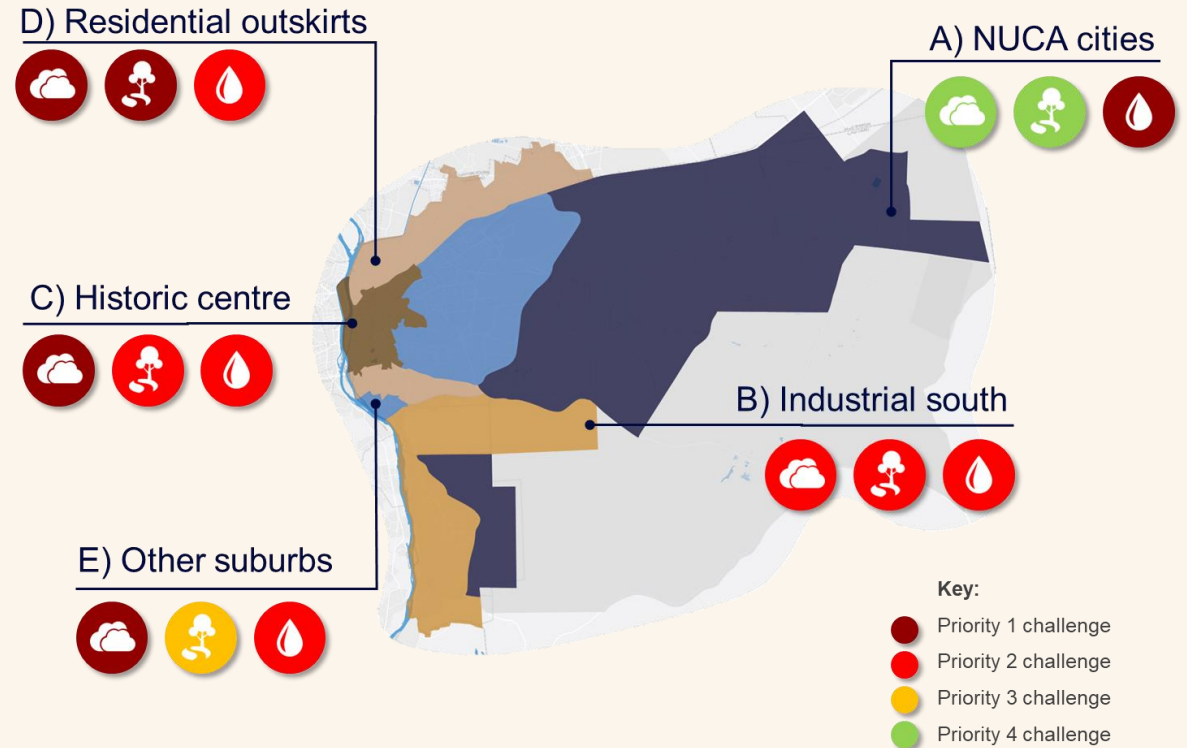 D) Residential outskirts
A) NUCA cities
C) Historic centre
B) Industrial south
E) Other suburbs
Key:
Priority 1 challenge
Priority 2 challenge
Priority 3 challenge
Priority 4 challenge